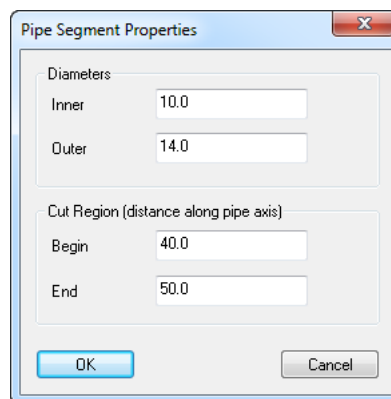 Pipe Segment Properties
Diameters
Inner 10.0
Outer 14.0
Cut Region (distance along pipe axis)
Begin 40.0
End 50.0
OK Cancel